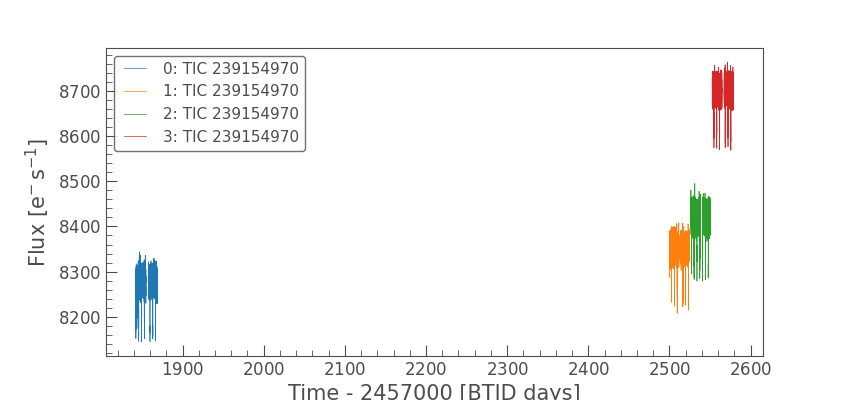 0: TIC 239154970
1: TIC 239154970
2: TIC 239154970
3: TIC 239154970
8700
8600
8500
8400
8300
8200
Flux [e⁻ s⁻¹]
1900 2000 2100 2200 2300 2400 2500 2600
Time - 2457000 [BTJD days]